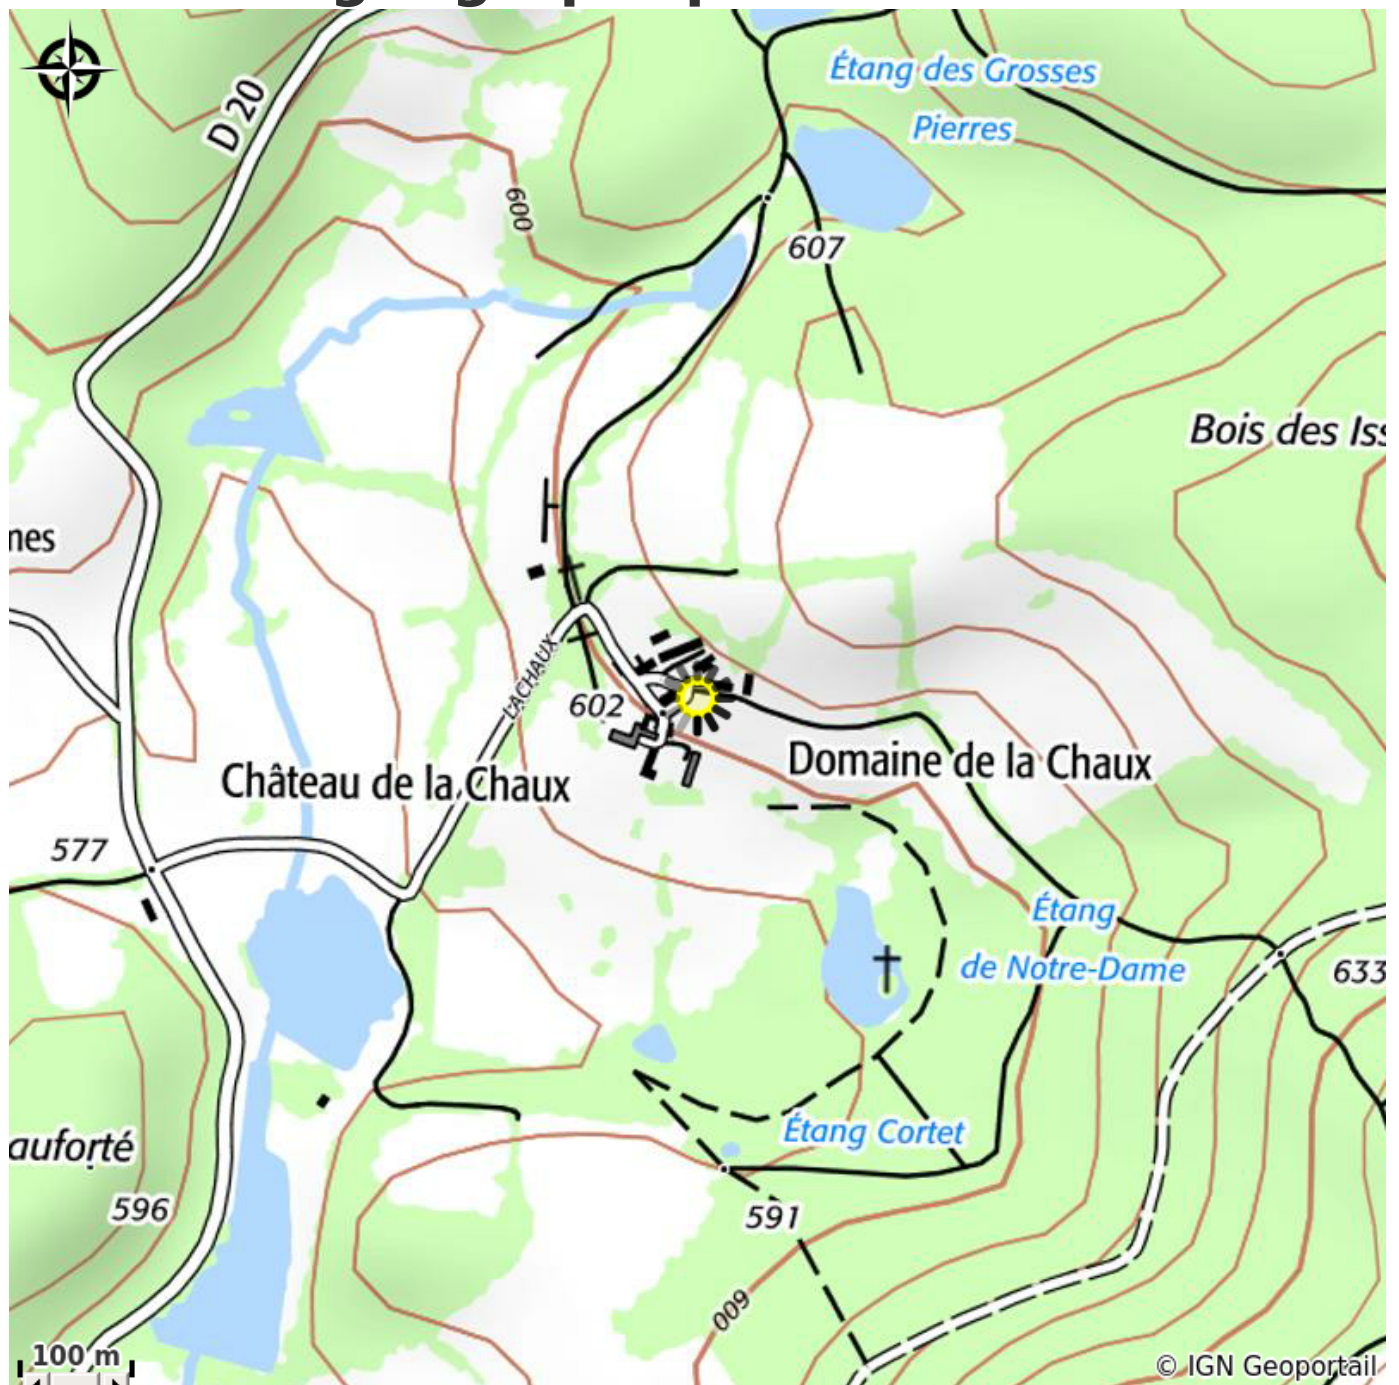 D 20
Étang des Grosses
Pierres
600
607
Bois des Iss
nes
LACHAUX
602
Château de la Chaux
Domaine de la Chaux
577
Étang
de Notre-Dame
633
Étang Cortet
auforté
596
591
600
100 m
© IGN Geoportail